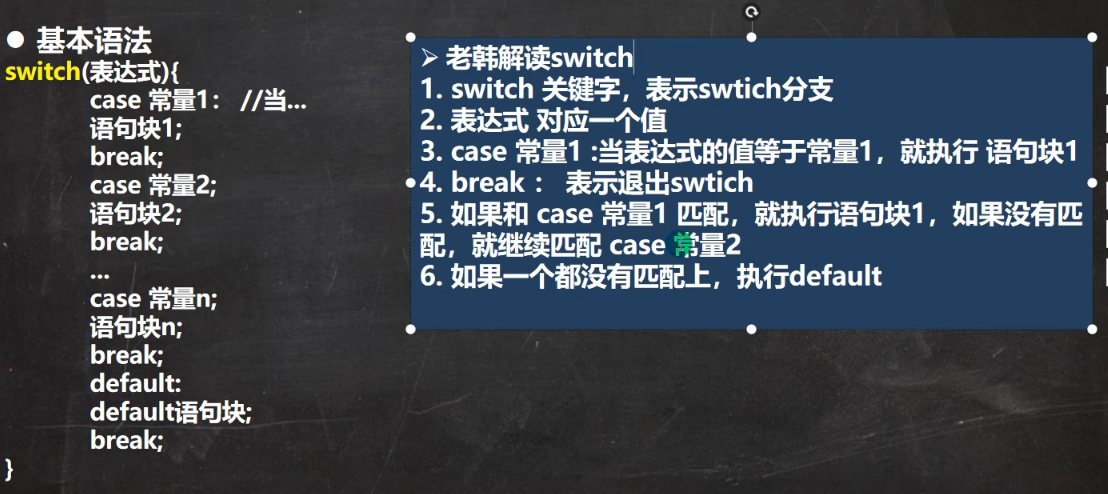 ● 基本语法
switch(表达式){
case 常量1： //当...
语句块1;
break;
case 常量2;
语句块2;
break;
...
case 常量n;
语句块n;
break;
default:
default语句块;
break;
}
➢ 老韩解读switch
1. switch 关键字，表示swtich分支
2. 表达式 对应一个值
3. case 常量1 :当表达式的值等于常量1，就执行 语句块1
4. break ： 表示退出swtich
5. 如果和 case 常量1 匹配，就执行语句块1，如果没有匹
配，就继续匹配 case 常量2
6. 如果一个都没有匹配上，执行default